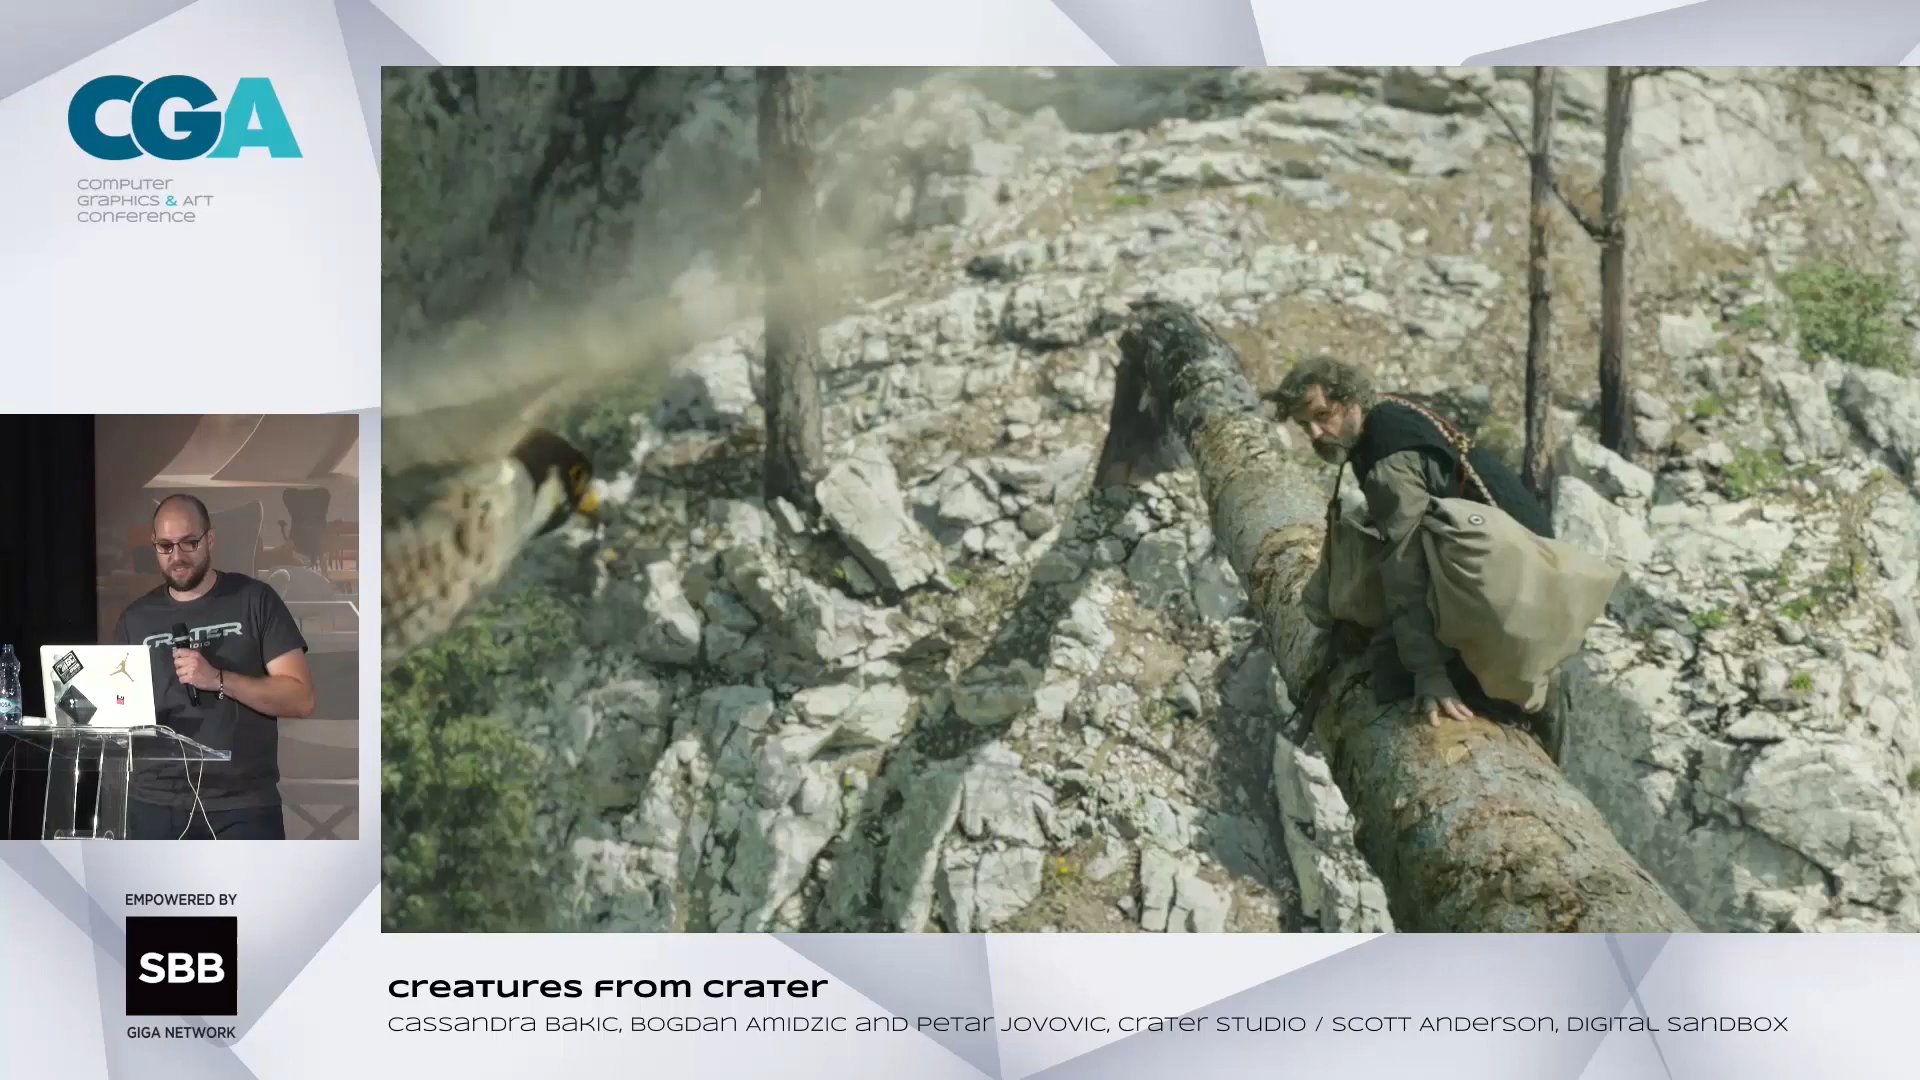 CGA
computer
graphics & art
conference
CRATER
EMPOWERED BY
SBB
GIGA NETWORK
creatures from crater
cassandra bakic, bogdan amidzic and petar jovovic, crater studio / scott anderson, digital sandbox